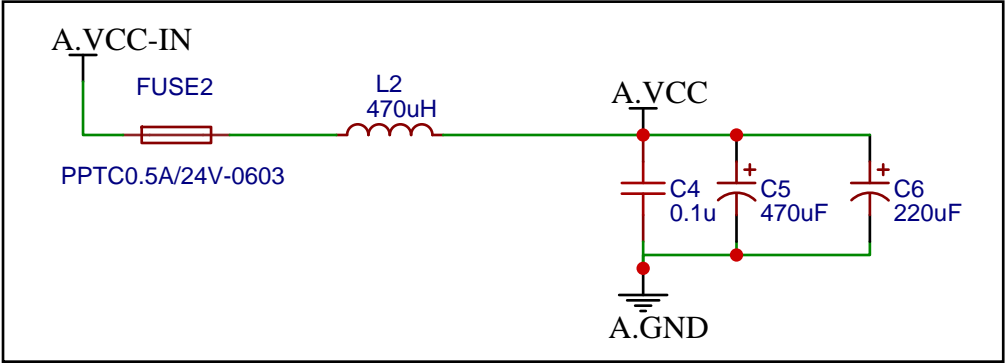 A.VCC-IN
FUSE2
PPTC0.5A/24V-0603
L2
470uH
A.VCC
C4
0.1u
+
C5
470uF
+
C6
220uF
A.GND